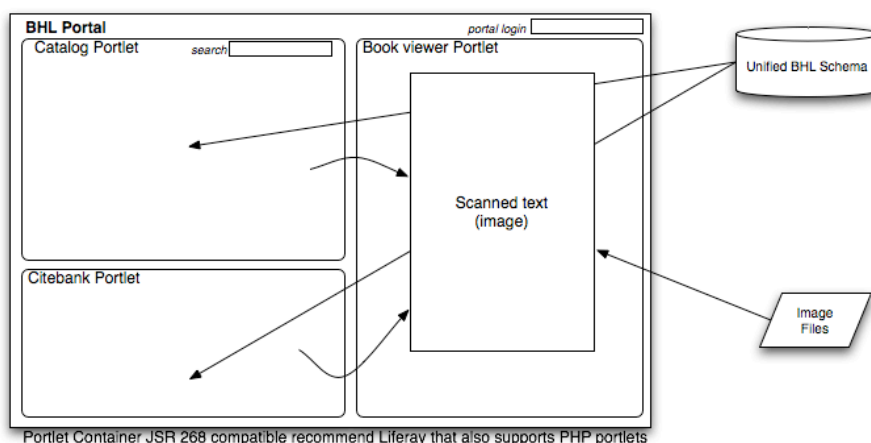 BHL Portal
portal login
Catalog Portlet
search
Book viewer Portlet
Unified BHL Schema
Scanned text
(image)
Citebank Portlet
Image
Files
Portlet Container JSR 268 compatible recommend Liferay that also supports PHP portlets